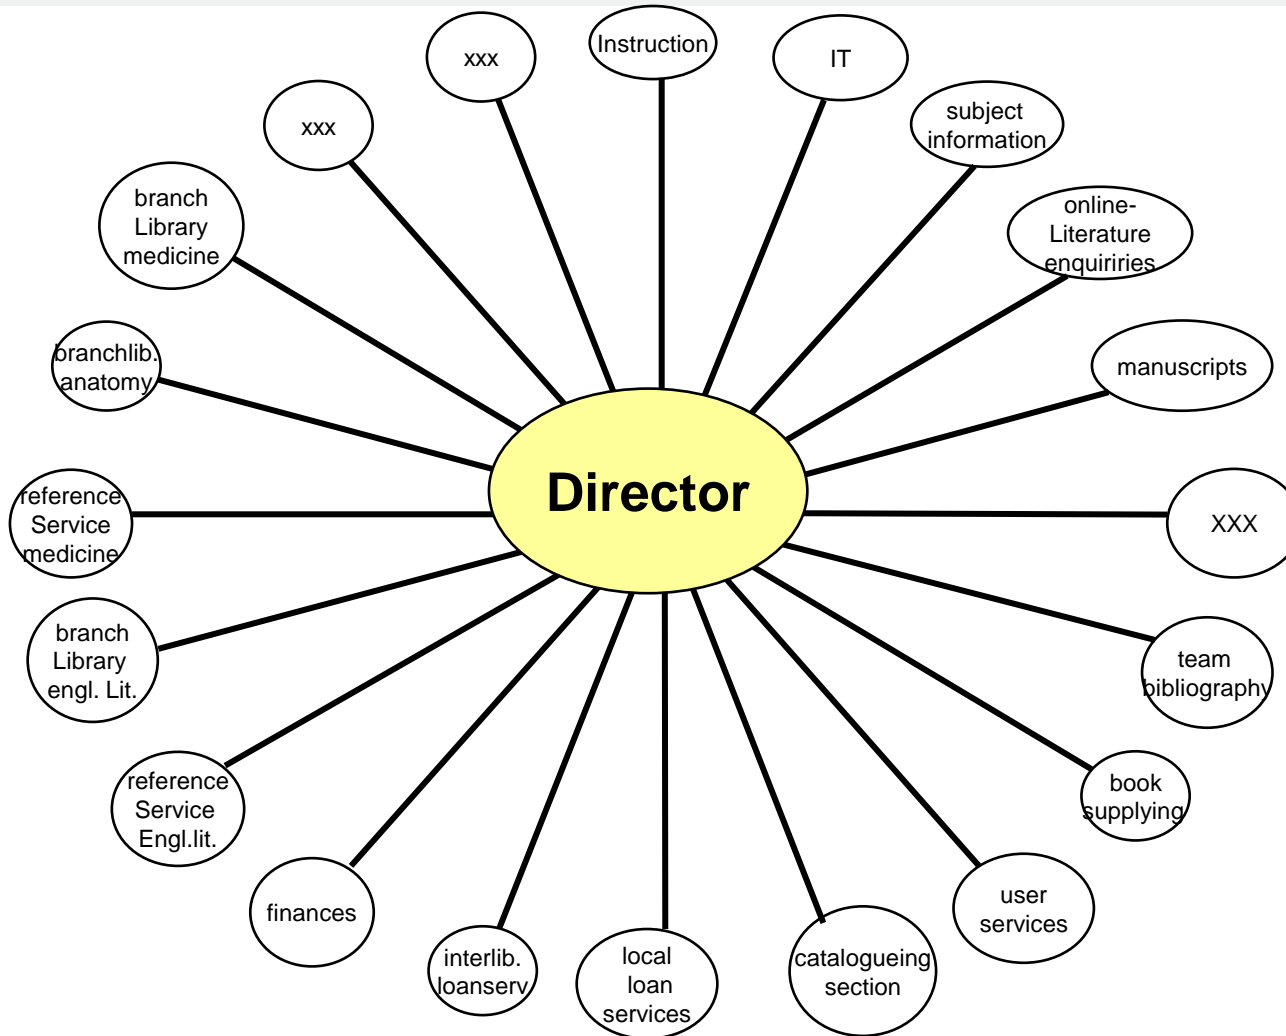 Instruction
IT
xxx
subject
information
xxx
branch
Library
medicine
online-
Literature
enquiriries
branchlib.
anatomy
manuscripts
Director
reference
Service
medicine
XXX
branch
Library
engl. Lit.
team
bibliography
reference
Service
Engl.lit.
book
supplying
finances
user
services
interlib.
loanserv
local
loan
services
catalogueing
section